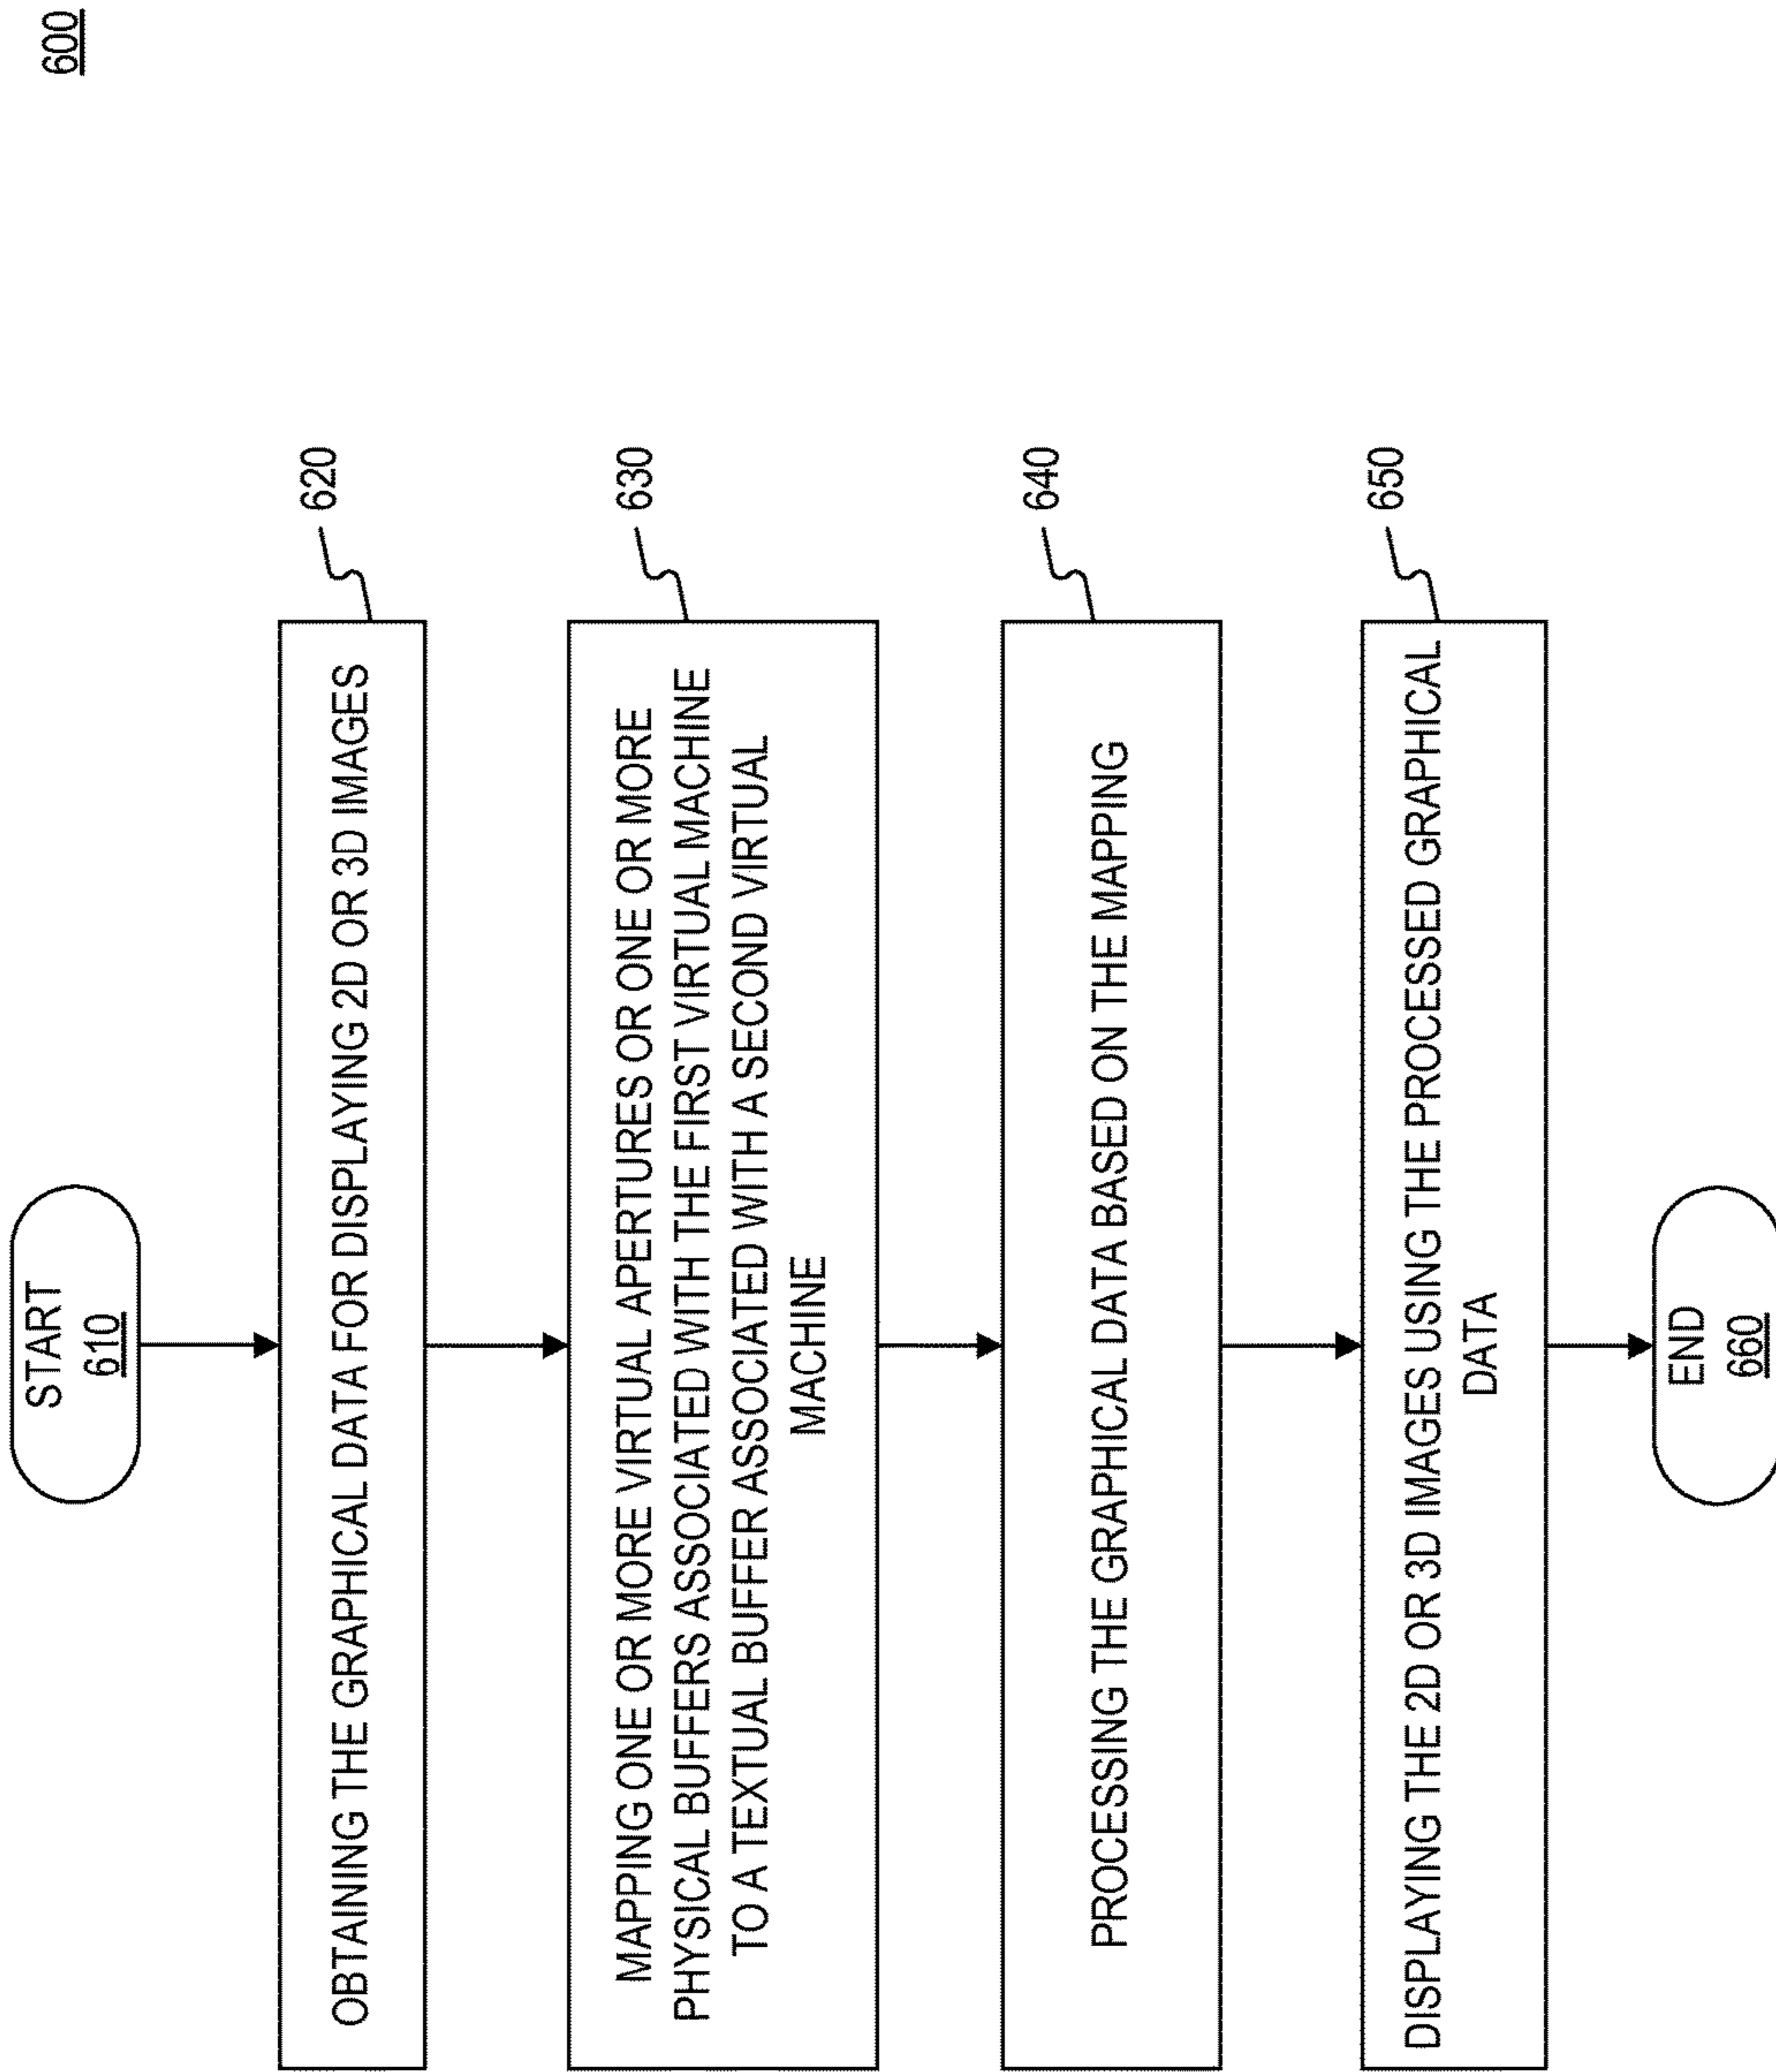 600
START
610
OBTAINING THE GRAPHICAL DATA FOR DISPLAYING 2D OR 3D IMAGES
620
MAPPING ONE OR MORE VIRTUAL APERTURES OR ONE OR MORE
PHYSICAL BUFFERS ASSOCIATED WITH THE FIRST VIRTUAL MACHINE
TO A TEXTUAL BUFFER ASSOCIATED WITH A SECOND VIRTUAL
MACHINE
630
PROCESSING THE GRAPHICAL DATA BASED ON THE MAPPING
640
DISPLAYING THE 2D OR 3D IMAGES USING THE PROCESSED GRAPHICAL
DATA
650
END
660